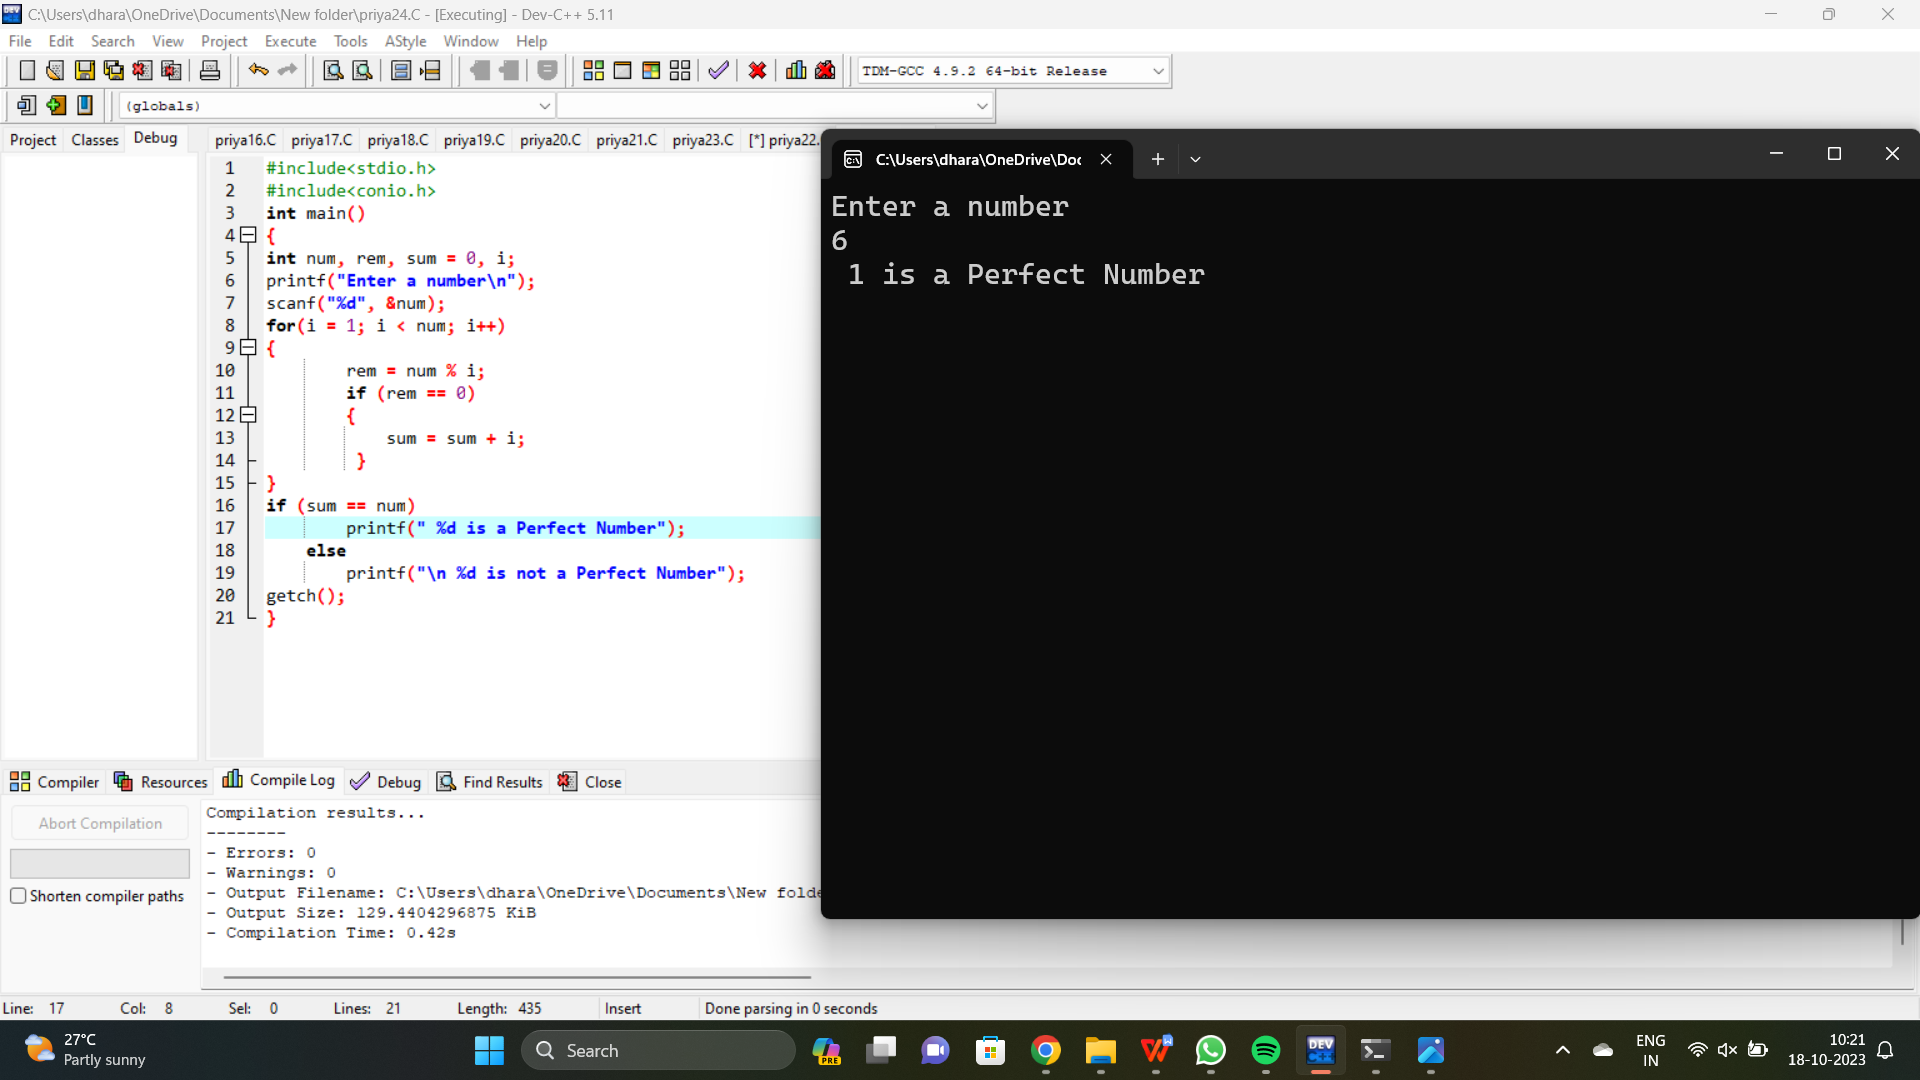 C:\Users\dhara\OneDrive\Documents\New folder\priya24.C - [Executing] - Dev-C++ 5.11
File Edit Search View Project Execute Tools AStyle Window Help
TDM-GCC 4.9.2 64-bit Release
(globals)
Project Classes Debug
priya16.C priya17.C priya18.C priya19.C priya20.C priya21.C priya23.C [*] priya22.
1 #include<stdio.h>
2 #include<conio.h>
3 int main()
4 {
5 int num, rem, sum = 0, i;
6 printf("Enter a number\n");
7 scanf("%d", &num);
8 for(i = 1; i < num; i++)
9 {
10 rem = num % i;
11 if (rem == 0)
12 {
13 sum = sum + i;
14 }
15 }
16 if (sum == num)
17 printf(" %d is a Perfect Number");
18 else
19 printf("\n %d is not a Perfect Number");
20 getch();
21 }
C:\Users\dhara\OneDrive\Doc
Enter a number
6
1 is a Perfect Number
Compiler Resources Compile Log Debug Find Results Close
Abort Compilation
Shorten compiler paths
Compilation results...
--------
- Errors: 0
- Warnings: 0
- Output Filename: C:\Users\dhara\OneDrive\Documents\New folde
- Output Size: 129.4404296875 KiB
- Compilation Time: 0.42s
Line: 17 Col: 8 Sel: 0 Lines: 21 Length: 435 Insert Done parsing in 0 seconds
27°C
Partly sunny
Search
PRE
DEV
ENG
IN
10:21
18-10-2023